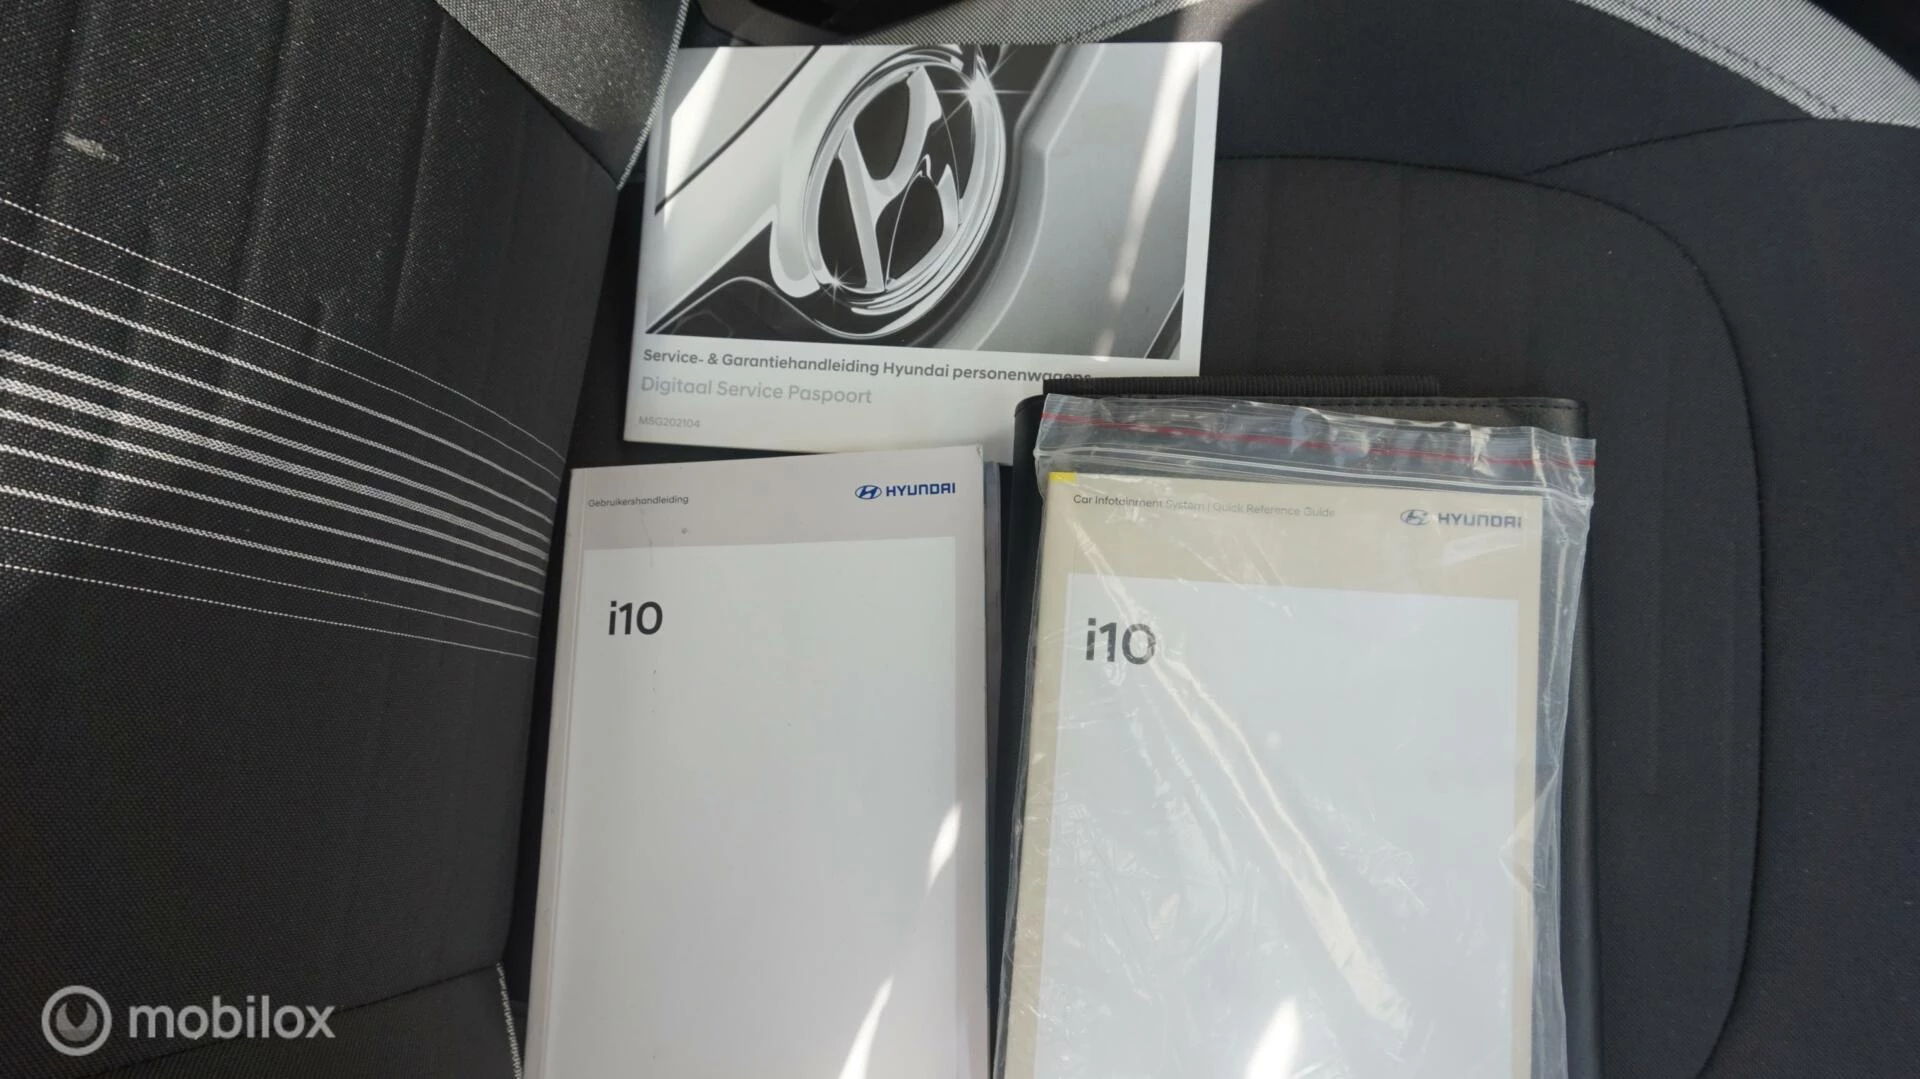 Service- & Garantiehandleiding Hyundai personenwagens
Digitaal Service Paspoort
MSG202104
Gebruikershandleiding
HYUNDAI
i10
Car Infotainment System | Quick Reference Guide
HYUNDAI
i10
mobilox